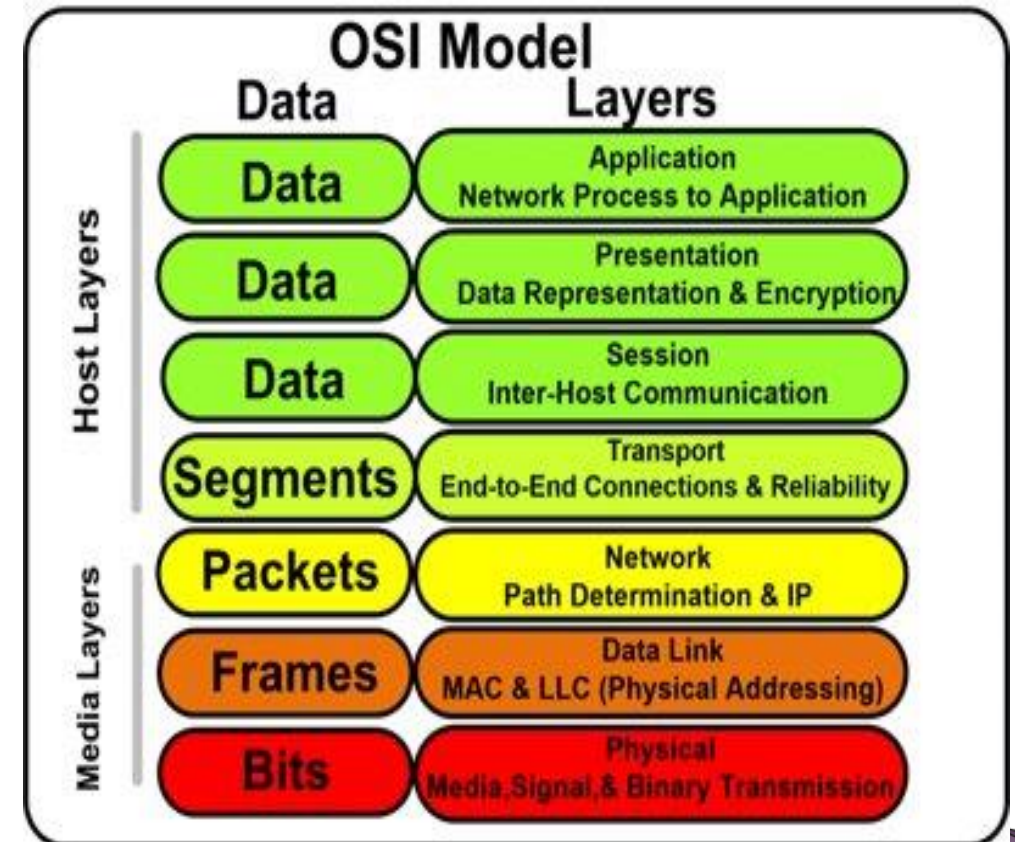 OSI Model
Data
Layers
Host Layers
Data
Application
Network Process to Application
Data
Presentation
Data Representation & Encryption
Data
Session
Inter-Host Communication
Segments
Transport
End-to-End Connections & Reliability
Media Layers
Packets
Network
Path Determination & IP
Frames
Data Link
MAC & LLC (Physical Addressing)
Bits
Physical
Media,Signal,& Binary Transmission